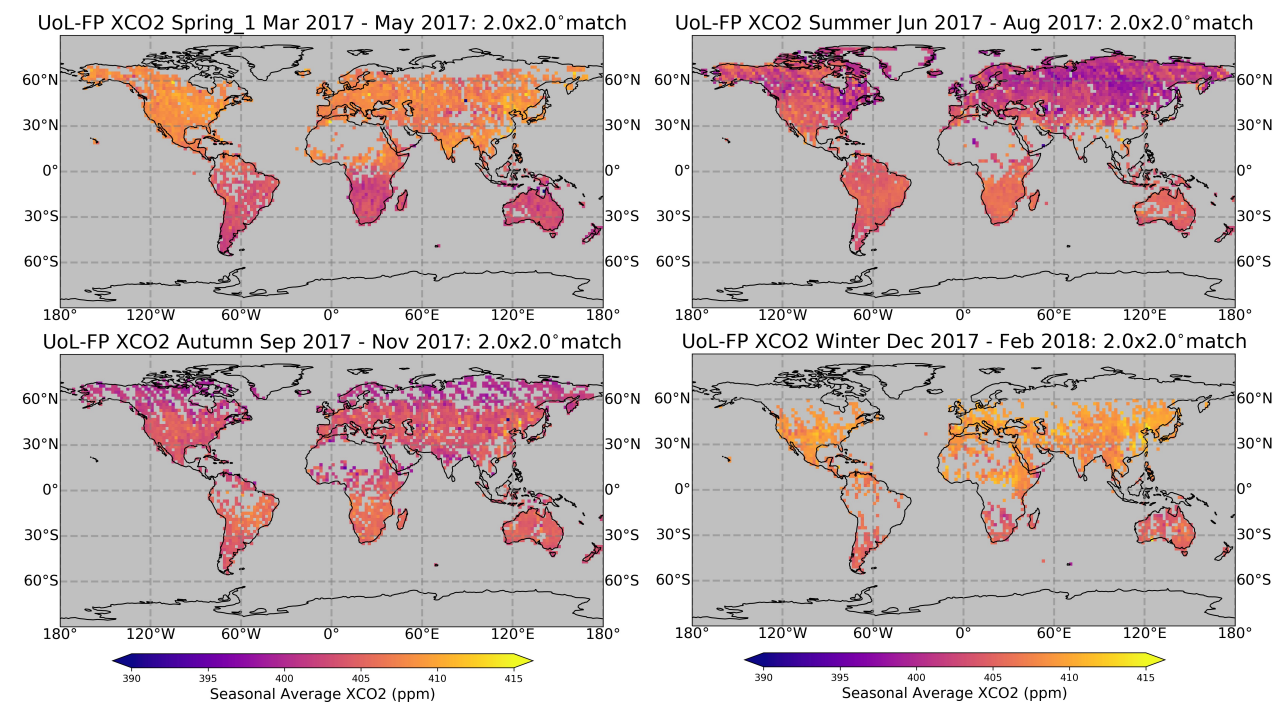 UoL-FP XCO2 Spring_1 Mar 2017 - May 2017: 2.0x2.0°match
60°N 60°N
30°N 30°N
0° 0°
30°S 30°S
60°S 60°S
180° 120°W 60°W 0° 60°E 120°E 180°
UoL-FP XCO2 Summer Jun 2017 - Aug 2017: 2.0x2.0°match
60°N 60°N
30°N 30°N
0° 0°
30°S 30°S
60°S 60°S
180° 120°W 60°W 0° 60°E 120°E 180°
UoL-FP XCO2 Autumn Sep 2017 - Nov 2017: 2.0x2.0°match
60°N 60°N
30°N 30°N
0° 0°
30°S 30°S
60°S 60°S
180° 120°W 60°W 0° 60°E 120°E 180°
390 395 400 405 410 415
Seasonal Average XCO2 (ppm)
UoL-FP XCO2 Winter Dec 2017 - Feb 2018: 2.0x2.0°match
60°N 60°N
30°N 30°N
0° 0°
30°S 30°S
60°S 60°S
180° 120°W 60°W 0° 60°E 120°E 180°
390 395 400 405 410 415
Seasonal Average XCO2 (ppm)